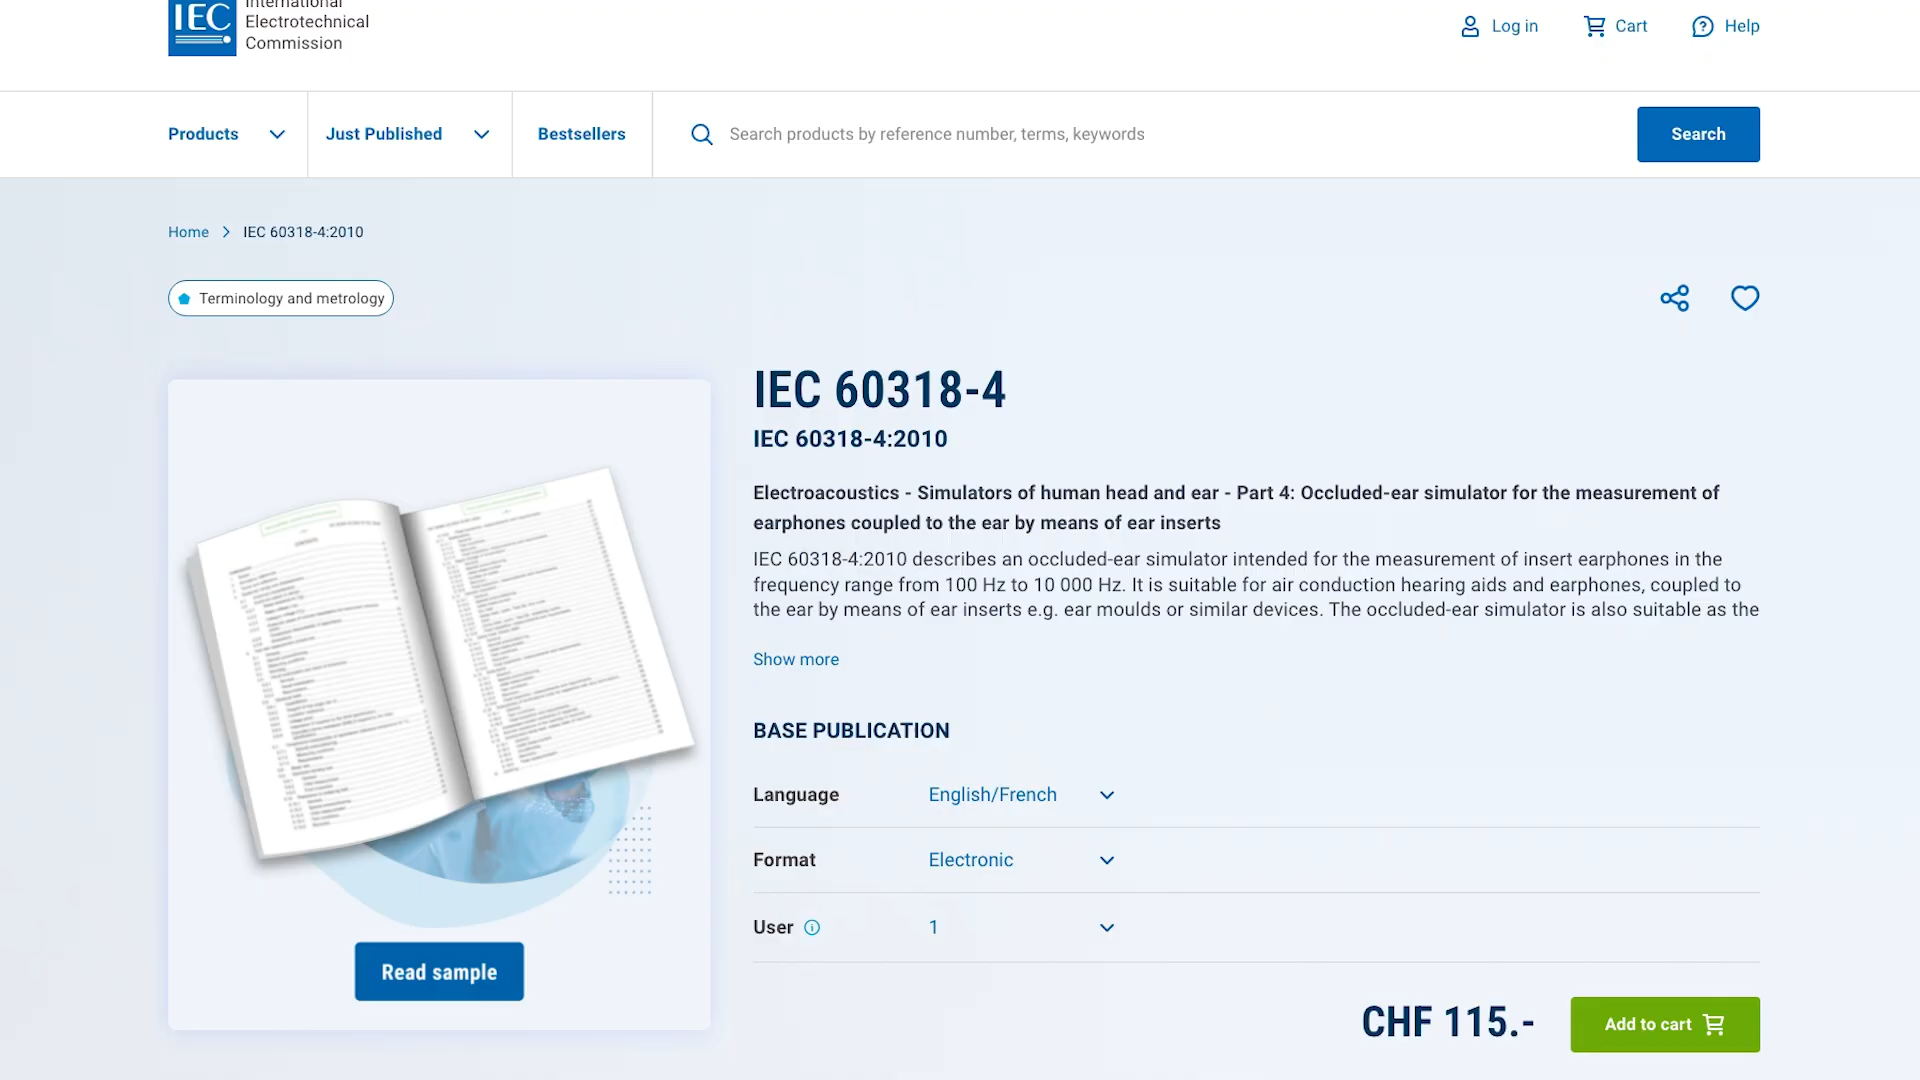 International
IEC Electrotechnical
Commission
Log in
Cart
Help
Products
Just Published
Bestsellers
Search products by reference number, terms, keywords
Search
Home
IEC 60318-4:2010
Terminology and metrology
IEC 60318-4
IEC 60318-4:2010
Electroacoustics - Simulators of human head and ear - Part 4: Occluded-ear simulator for the measurement of
earphones coupled to the ear by means of ear inserts
IEC 60318-4:2010 describes an occluded-ear simulator intended for the measurement of insert earphones in the
frequency range from 100 Hz to 10 000 Hz. It is suitable for air conduction hearing aids and earphones, coupled to
the ear by means of ear inserts e.g. ear moulds or similar devices. The occluded-ear simulator is also suitable as the
Show more
BASE PUBLICATION
Language English/French
Format Electronic
User 1
Read sample
CHF 115.-
Add to cart